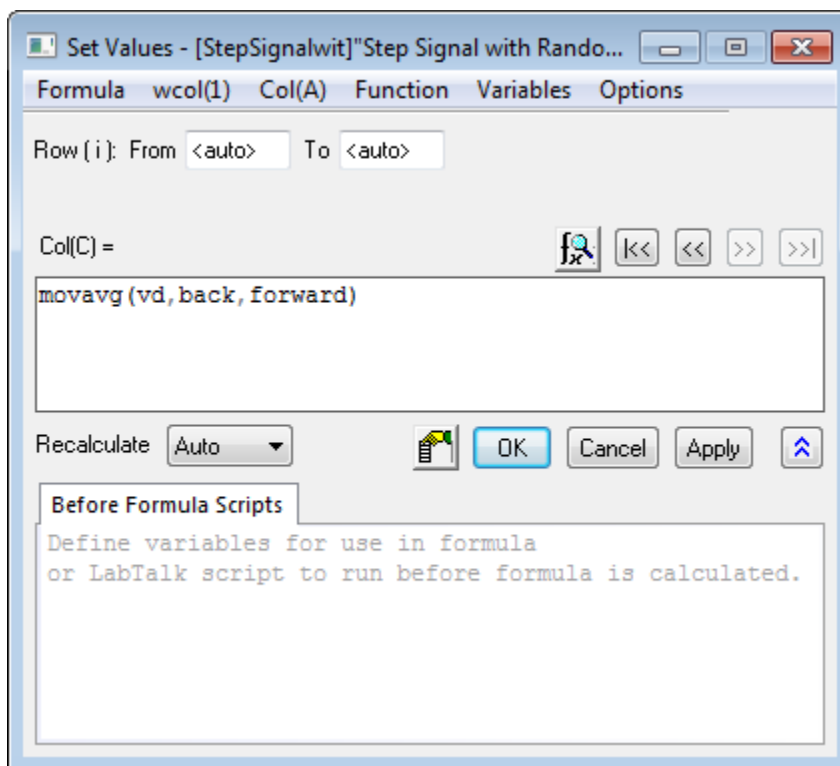 Set Values - [StepSignalwit]"Step Signal with Rando...
Formula wcol(1) Col(A) Function Variables Options
Row (i): From <auto> To <auto>
Col(C) = fx |<< << >> >>|
movavg(vd,back,forward)
Recalculate Auto OK Cancel Apply
Before Formula Scripts
Define variables for use in formula
or LabTalk script to run before formula is calculated.